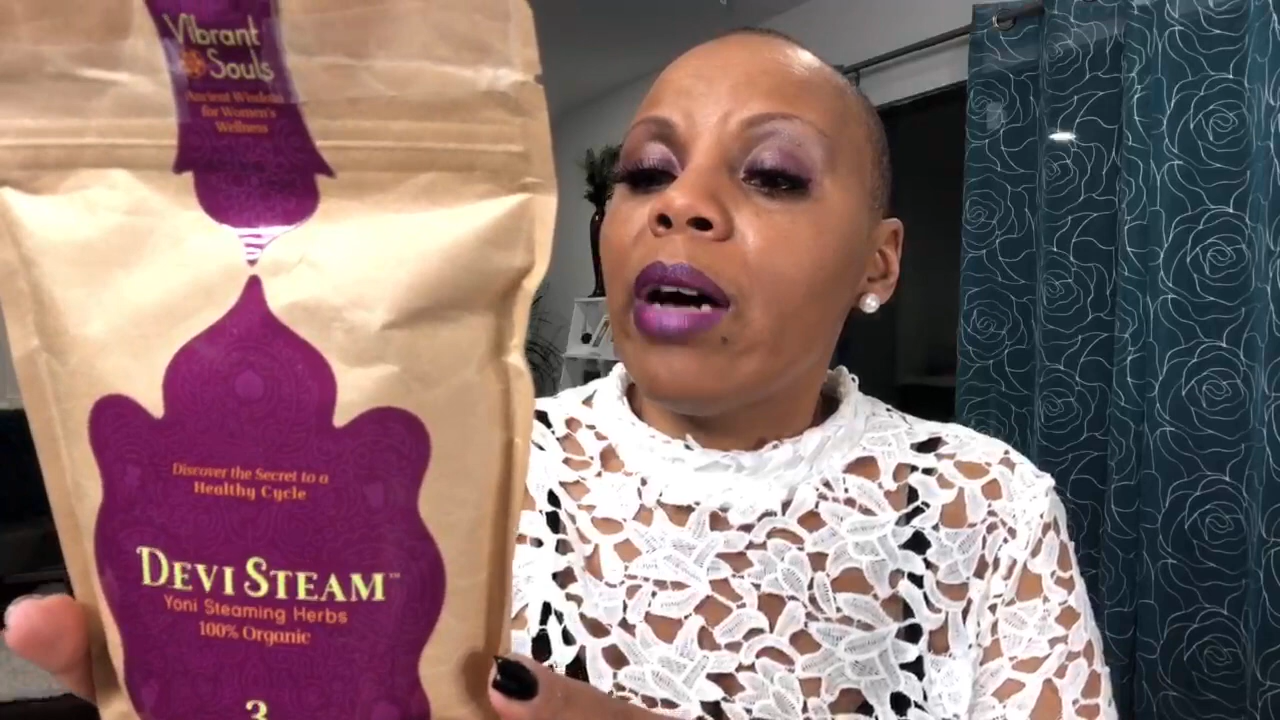 Vibrant
Souls
Ancient Wisdom
for Women's
Wellness
Discover the Secret to a
Healthy Cycle
DEVI STEAM™
Yoni Steaming Herbs
100% Organic
3